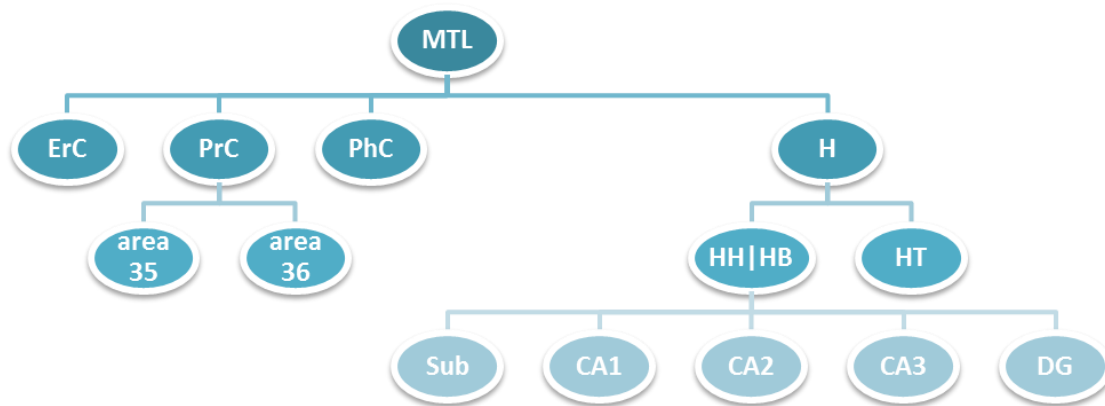 MTL
ErC
PrC
PhC
H
area
35
area
36
HH|HB
HT
Sub
CA1
CA2
CA3
DG